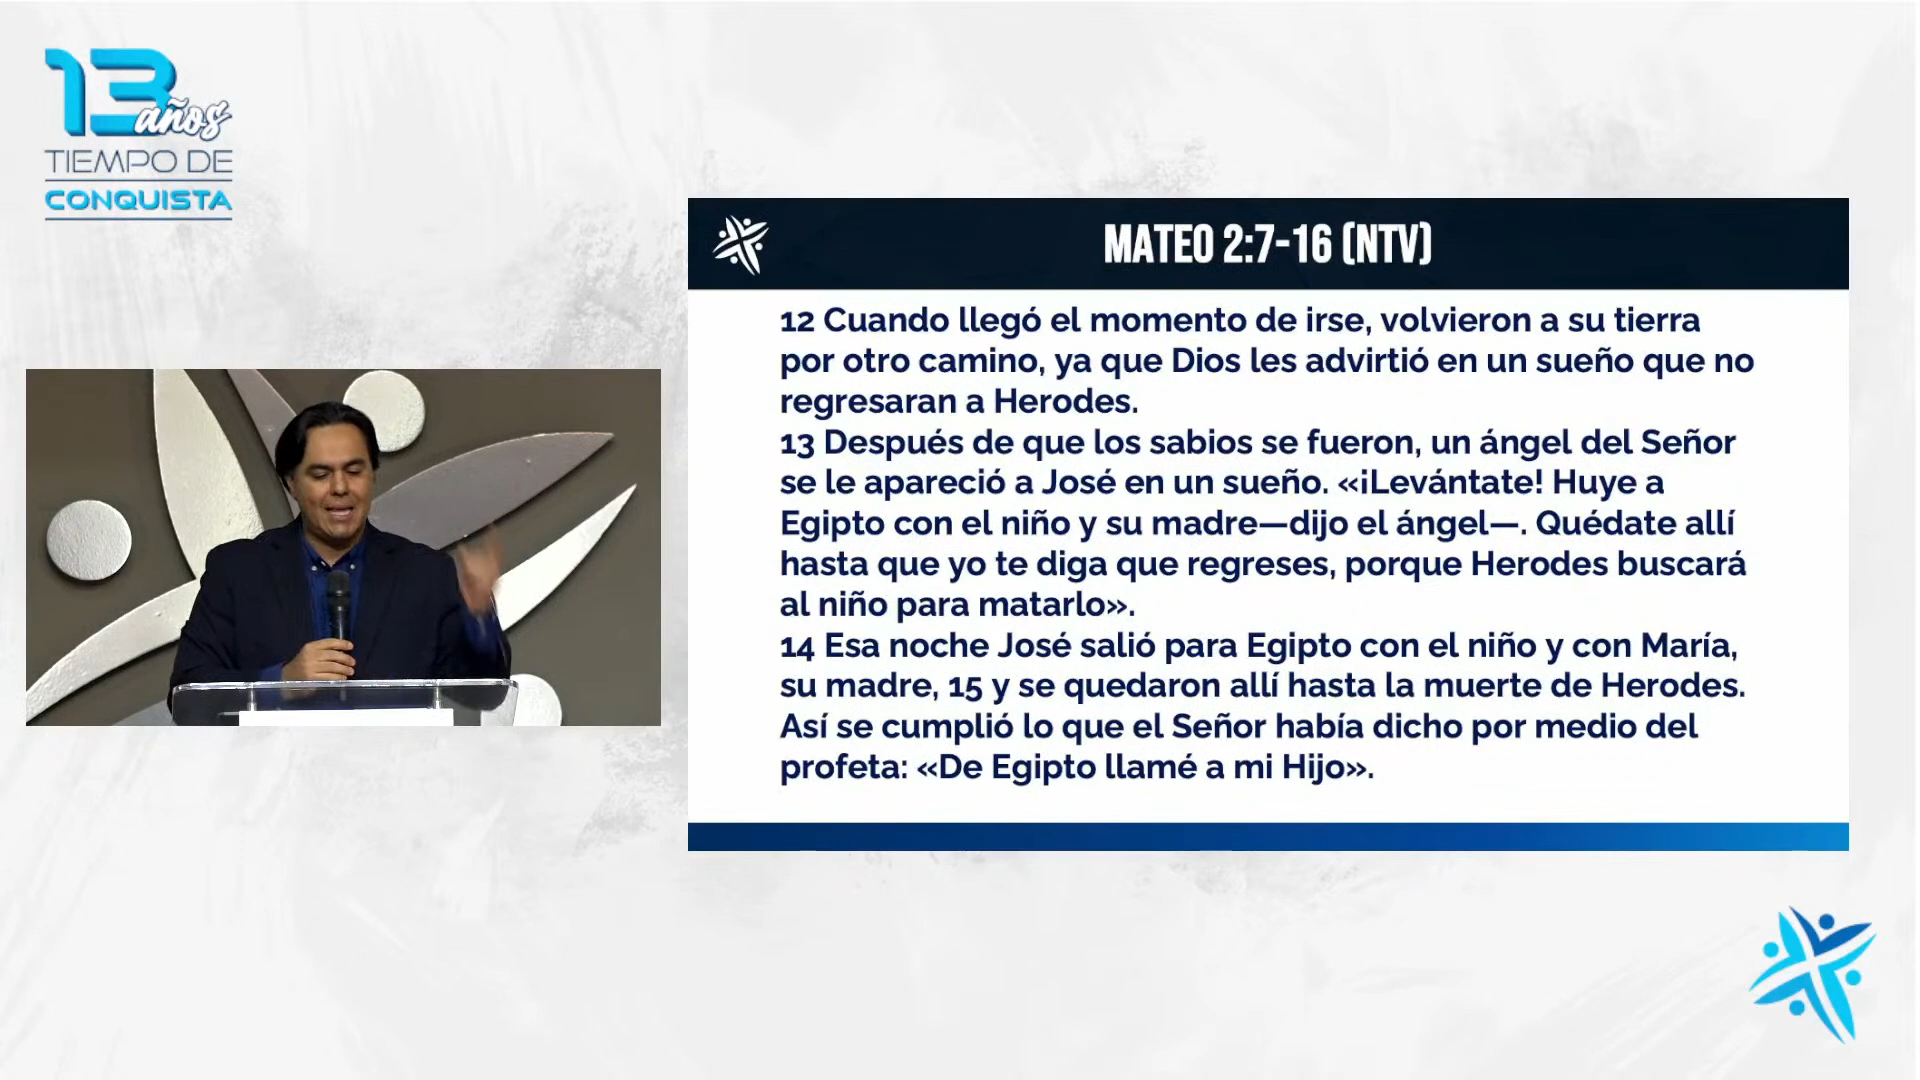 13
años
TIEMPO DE
CONQUISTA
MATEO 2:7-16 (NTV)
12 Cuando llegó el momento de irse, volvieron a su tierra
por otro camino, ya que Dios les advirtió en un sueño que no
regresaran a Herodes.
13 Después de que los sabios se fueron, un ángel del Señor
se le apareció a José en un sueño. «¡Levántate! Huye a
Egipto con el niño y su madre—dijo el ángel—. Quédate allí
hasta que yo te diga que regreses, porque Herodes buscará
al niño para matarlo».
14 Esa noche José salió para Egipto con el niño y con María,
su madre, 15 y se quedaron allí hasta la muerte de Herodes.
Así se cumplió lo que el Señor había dicho por medio del
profeta: «De Egipto llamé a mi Hijo».